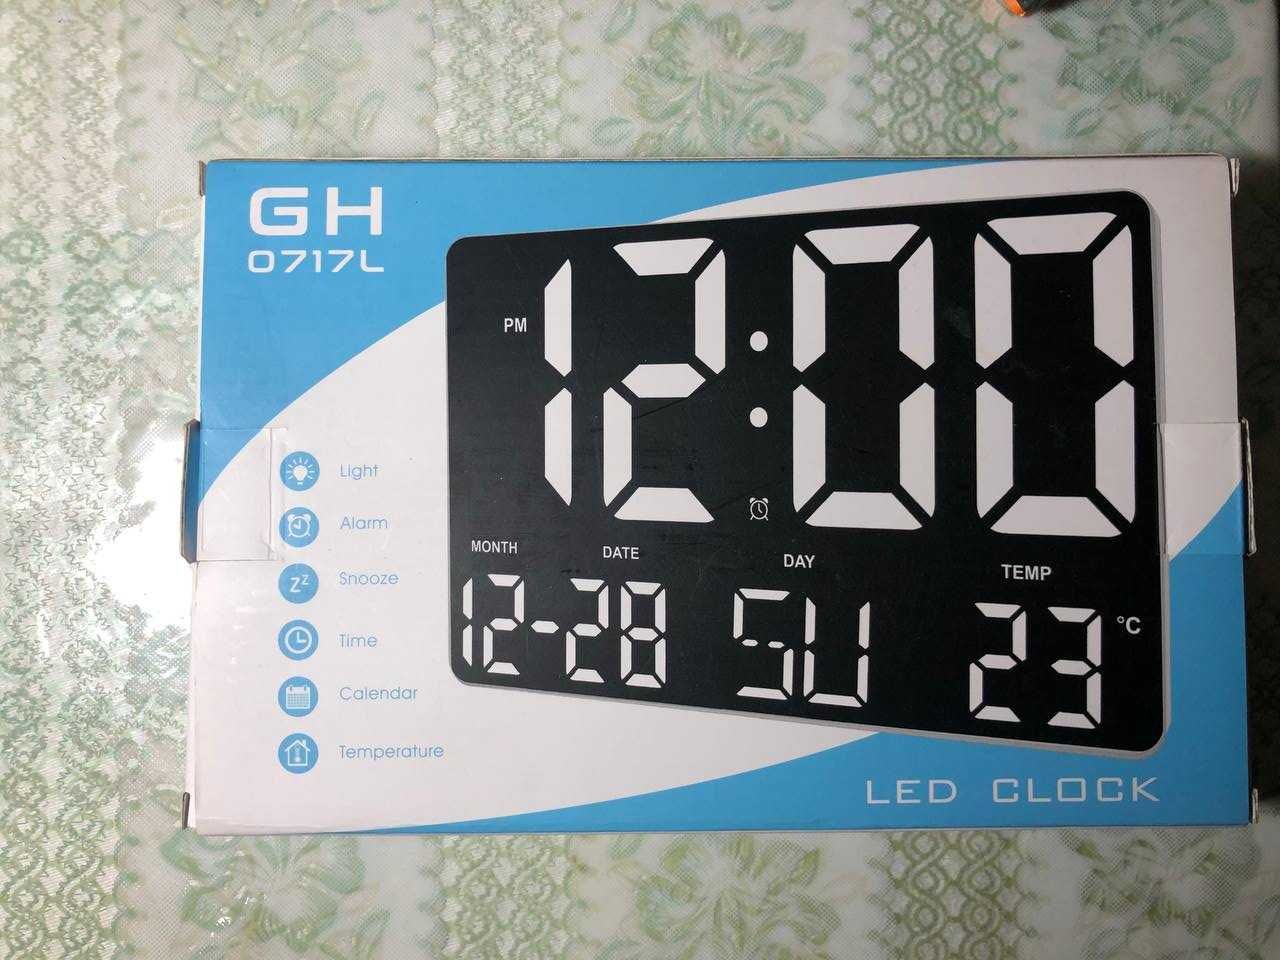 GH
0717L
PM
12:00
MONTH
DATE
DAY
TEMP
12-28
SU
23
°C
Light
Alarm
Snooze
Time
Calendar
Temperature
LED CLOCK